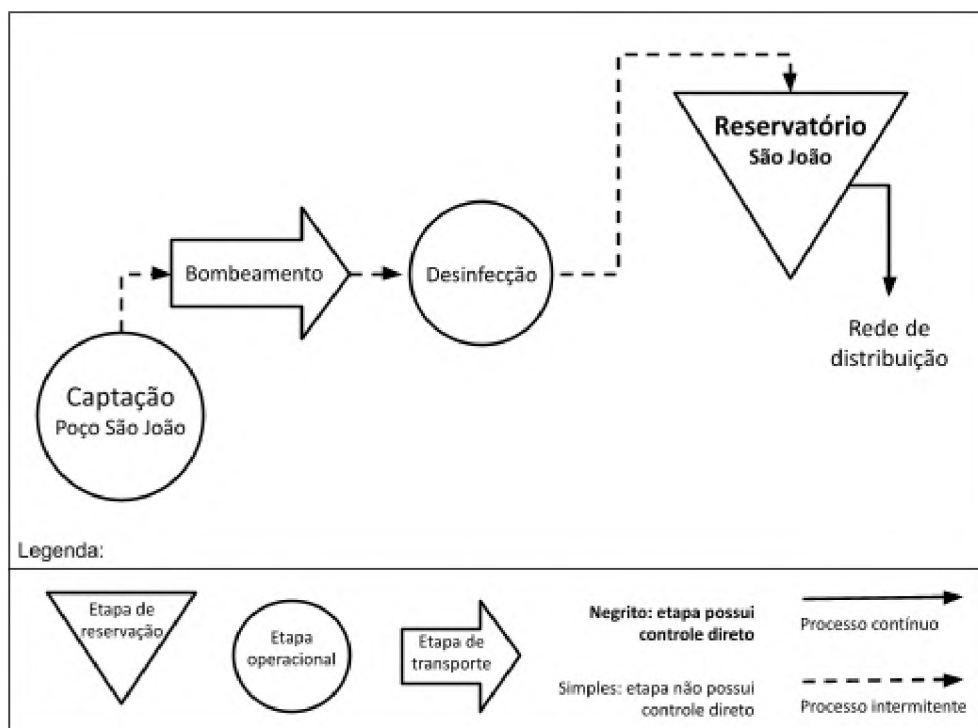 Reservatório
São João
Bombeamento
Desinfecção
Rede de
distribuição
Captação
Poço São João
Legenda:
Etapa de
reservação
Etapa
operacional
Etapa de
transporte
Negrito: etapa possui
controle direto
Simples: etapa não possui
controle direto
Processo contínuo
Processo intermitente